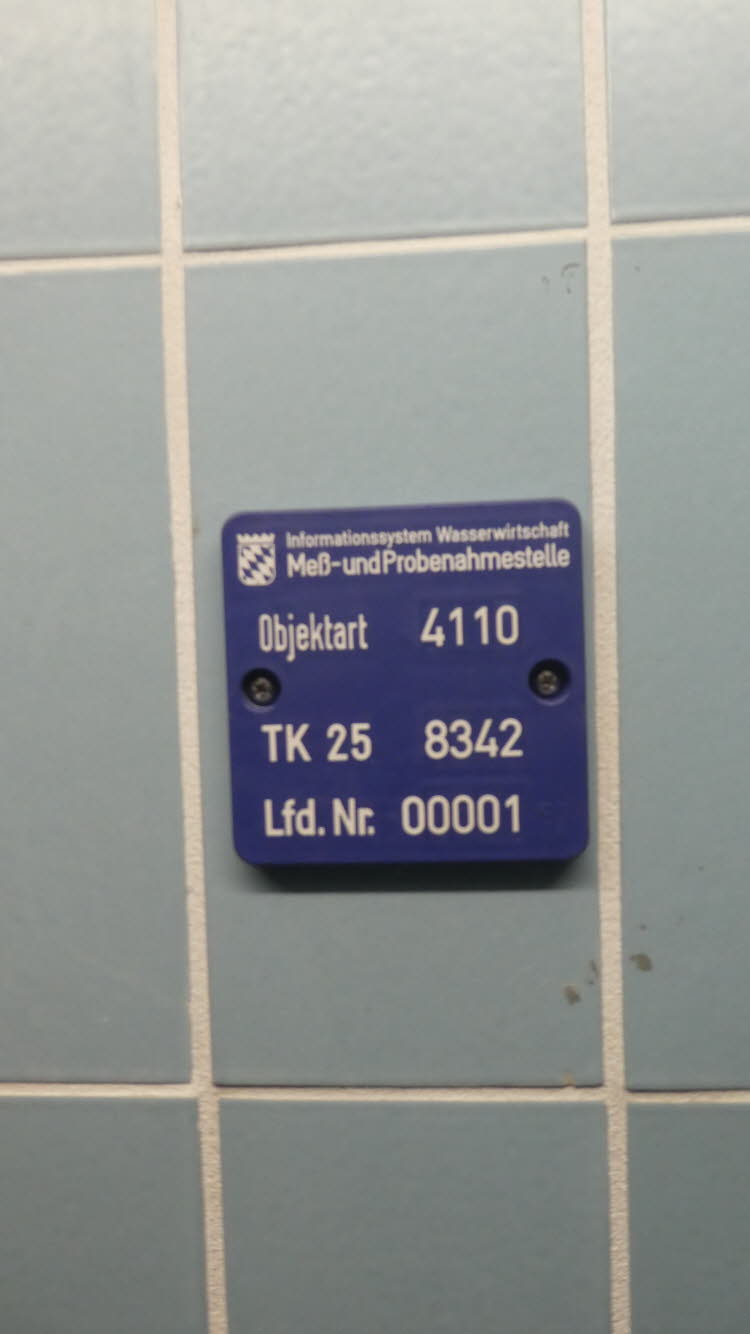 Informationssystem Wasserwirtschaft
Meß-undProbenahmestelle
Objektart 4110
TK 25 8342
Lfd. Nr. 00001